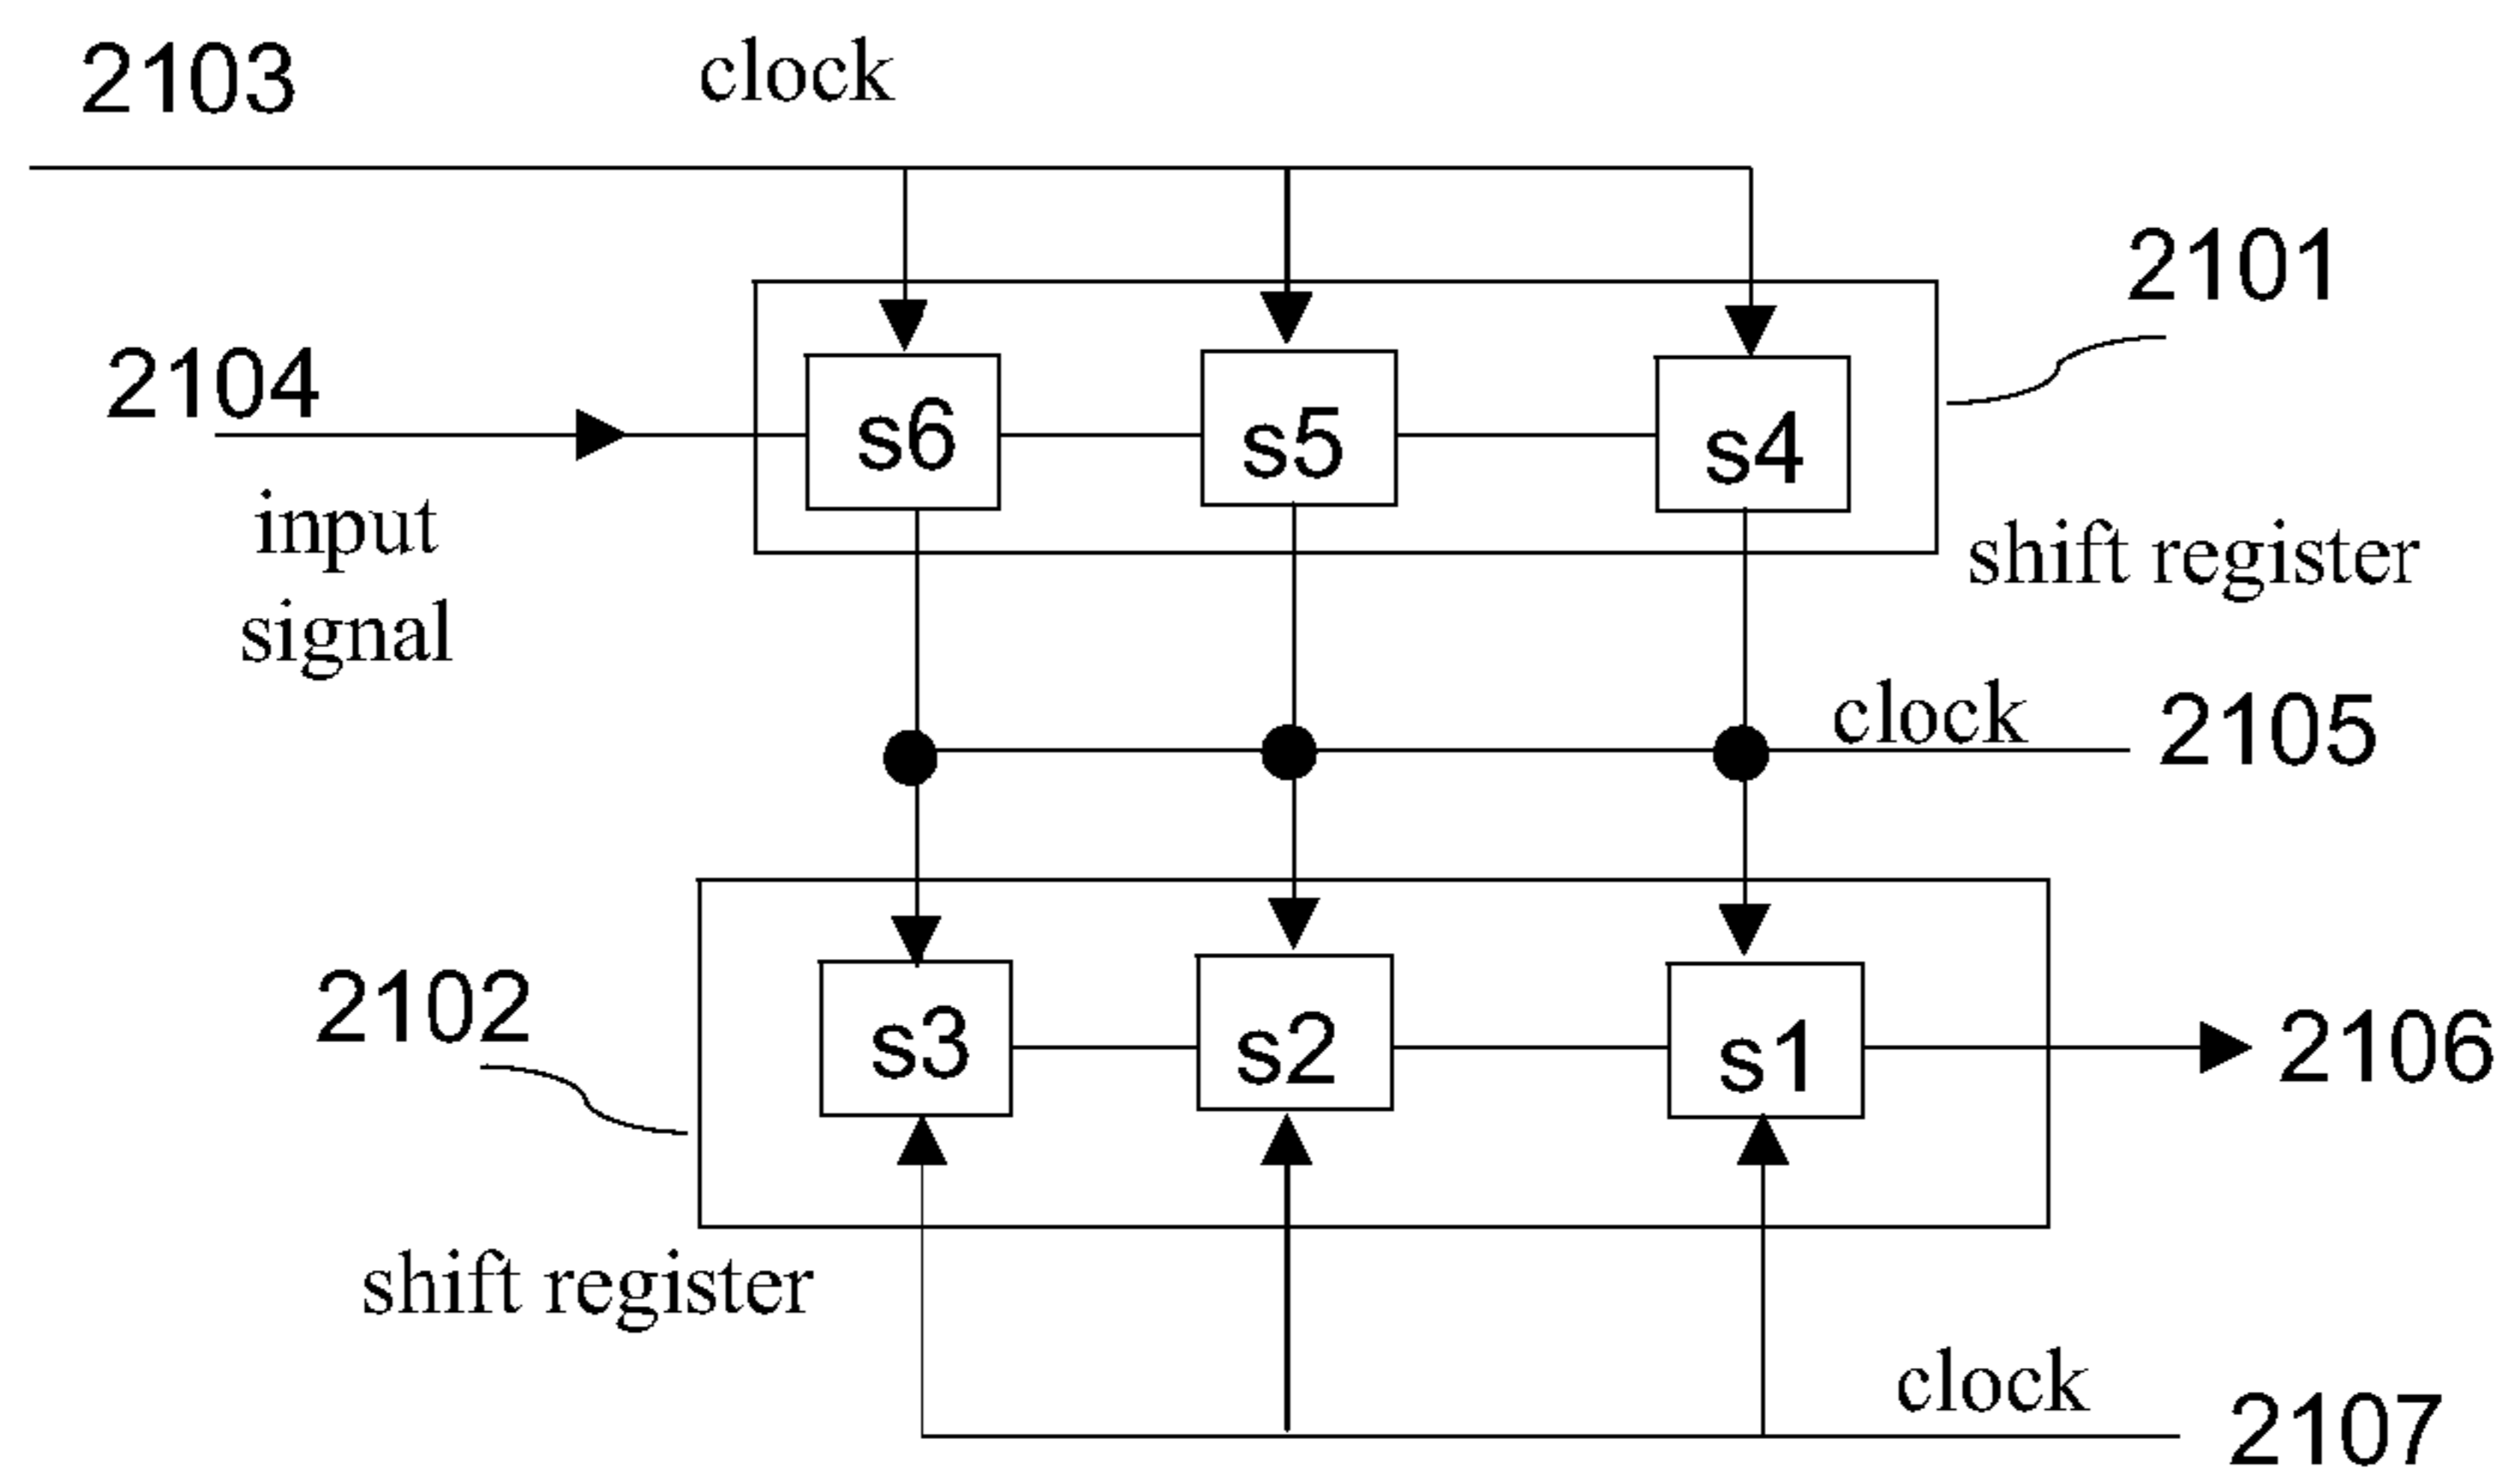 2103
clock
2101
2104
s6
s5
s4
input
signal
shift register
clock
2105
2102
s3
s2
s1
2106
shift register
clock
2107